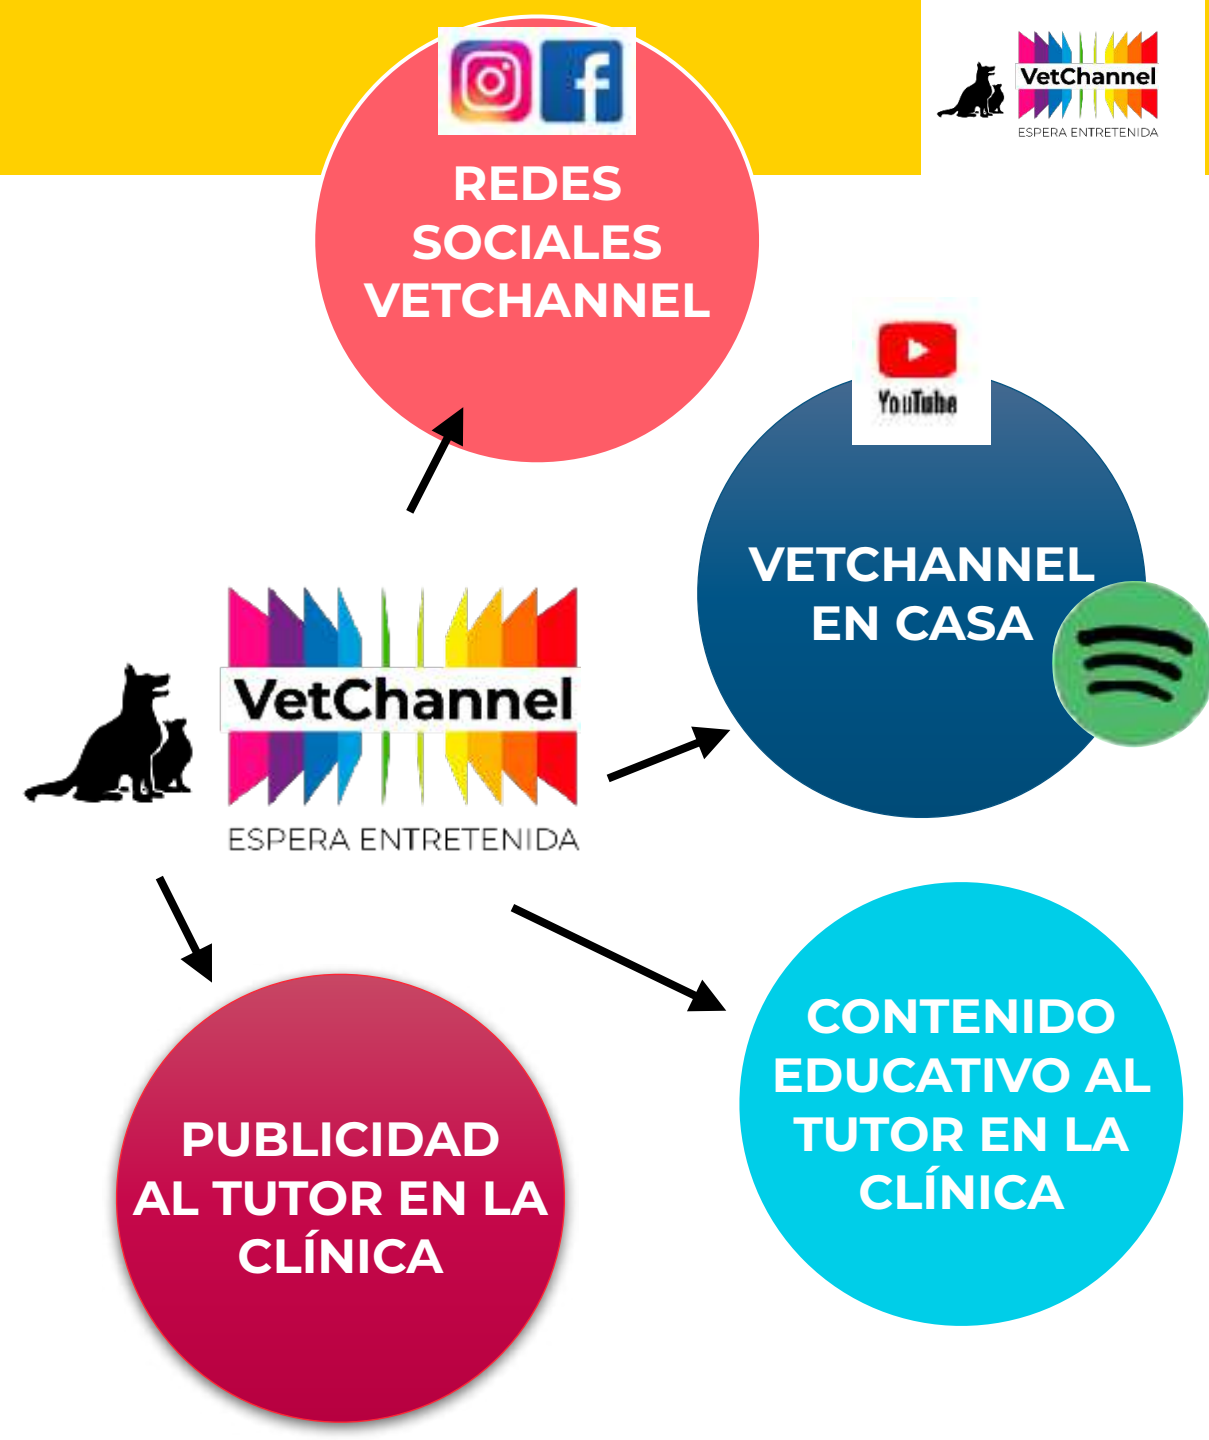 VetChannel
ESPERA ENTRETENIDA
REDES
SOCIALES
VETCHANNEL
YouTube
VETCHANNEL
EN CASA
VetChannel
ESPERA ENTRETENIDA
CONTENIDO
EDUCATIVO AL
TUTOR EN LA
CLÍNICA
PUBLICIDAD
AL TUTOR EN LA
CLÍNICA